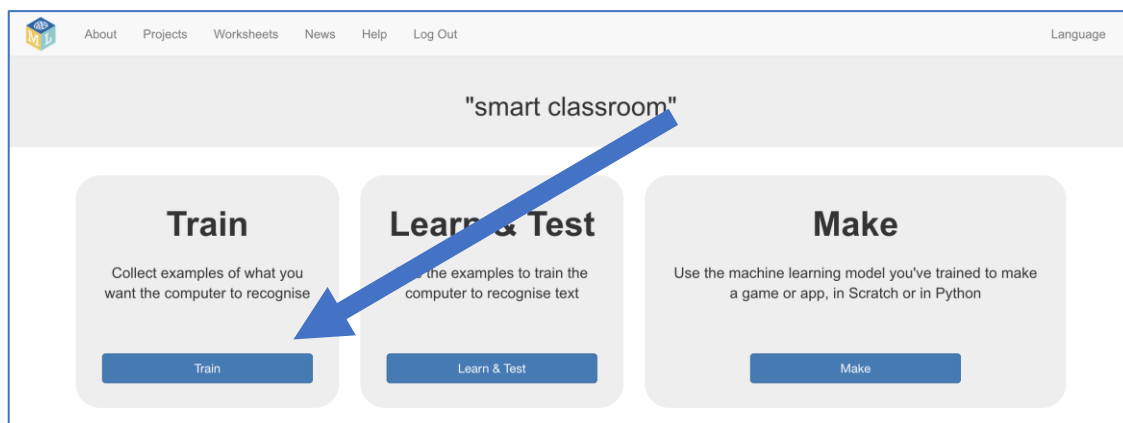 About Projects Worksheets News Help Log Out Language
"smart classroom"
Train
Collect examples of what you
want the computer to recognise
Train
Learn & Test
the examples to train the
computer to recognise text
Learn & Test
Make
Use the machine learning model you've trained to make
a game or app, in Scratch or in Python
Make